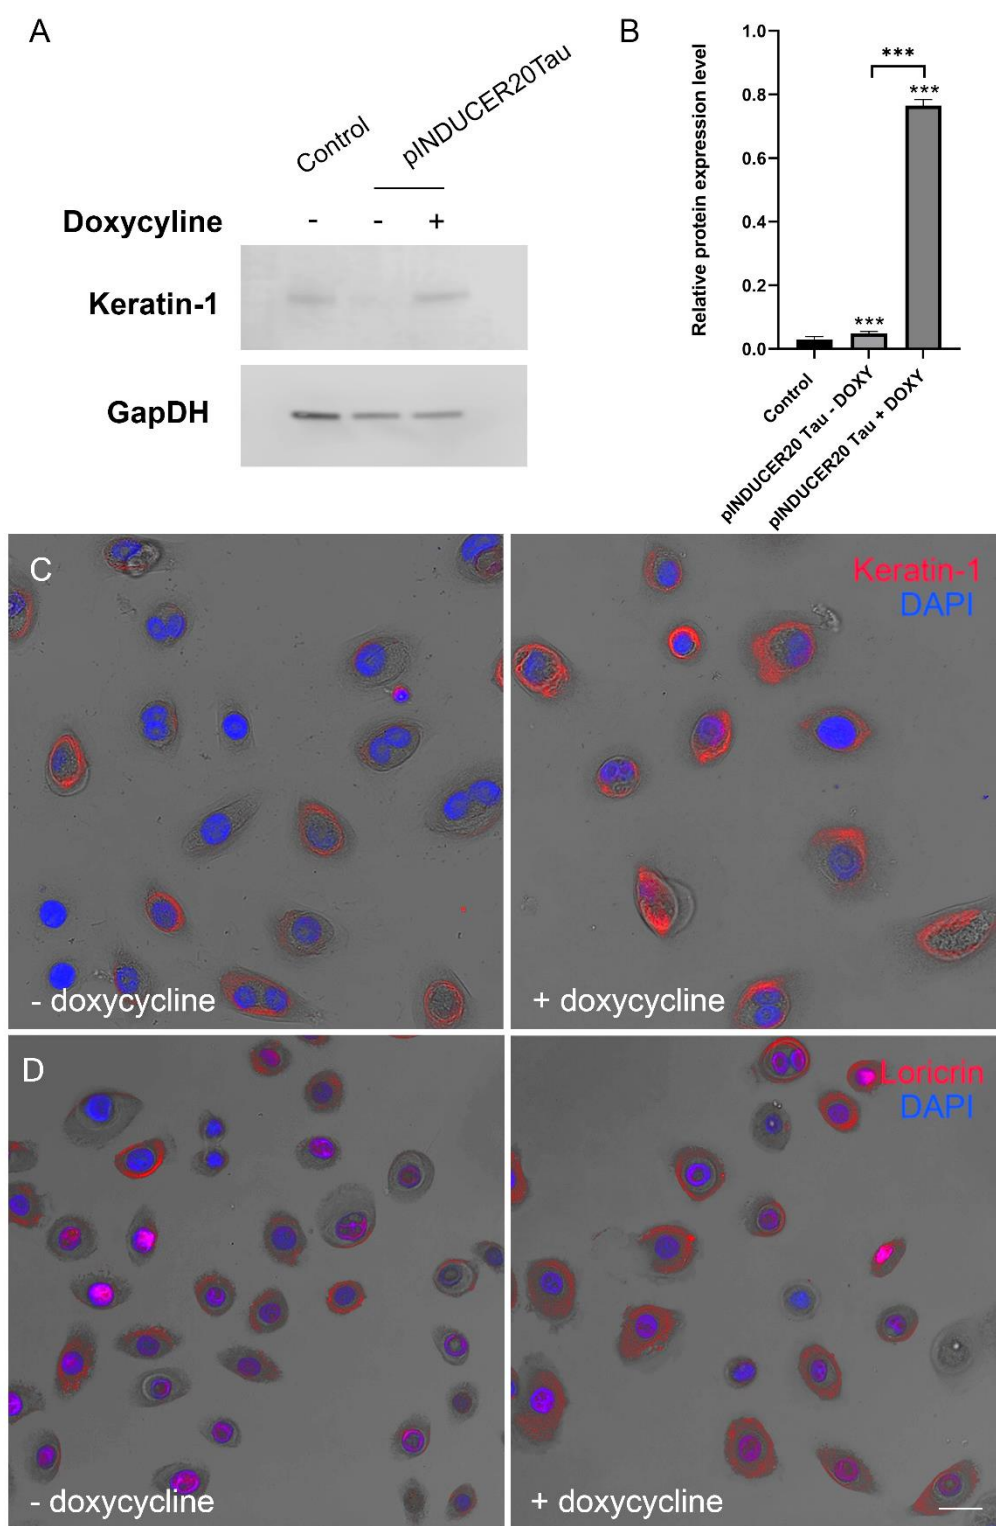 A
Control
pINDUCER20Tau
Doxycyline
- - +
Keratin-1
GapDH
B
Relative protein expression level
1.0
0.8
0.6
0.4
0.2
0.0
***
***
***
Control
pINDUCER20 Tau - DOXY
pINDUCER20 Tau + DOXY
C
Keratin-1
DAPI
- doxycycline
+ doxycycline
D
Loricrin
DAPI
- doxycycline
+ doxycycline